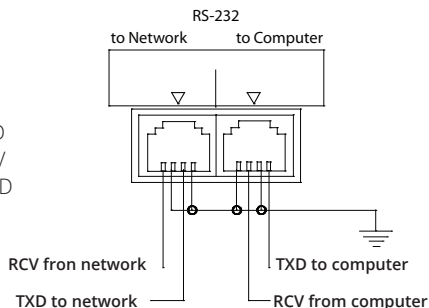 RS-232
to Network to Computer
D
/
D
RCV fron network TXD to computer
TXD to network RCV from computer